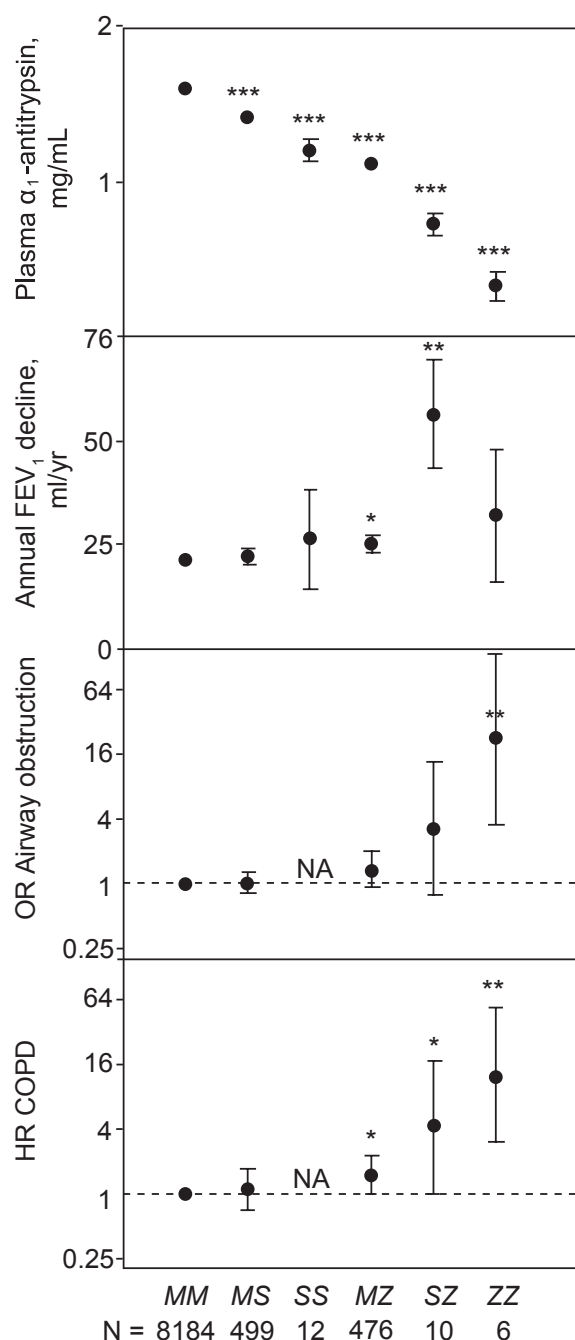 2
Plasma α₁-antitrypsin,
mg/mL
***
***
***
1
***
***
76
Annual FEV₁ decline,
ml/yr
**
50
*
25
0
OR Airway obstruction
64
**
16
4
NA
1
0.25
HR COPD
64
**
16
*
4
*
NA
1
0.25
MM MS SS MZ SZ ZZ
N = 8184 499 12 476 10 6